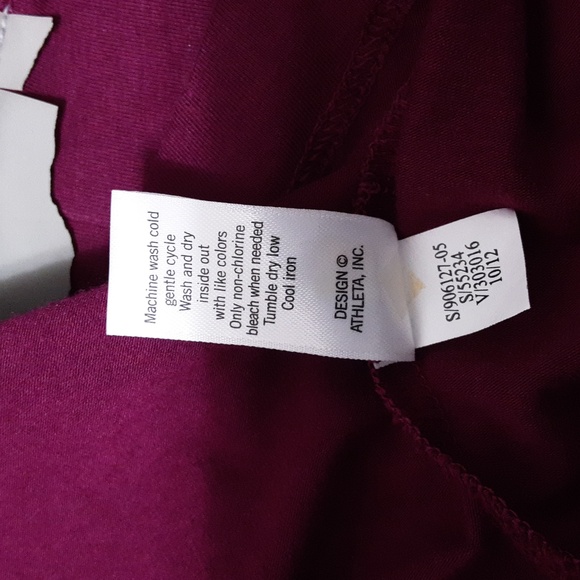 Machine wash cold
gentle cycle
Wash and dry
inside out
with like colors
Only non-chlorine
bleach when needed
Tumble dry low
Cool iron
DESIGN ©
ATHLETA, INC.
S/906127-05
S/55234
V/393016
10/12